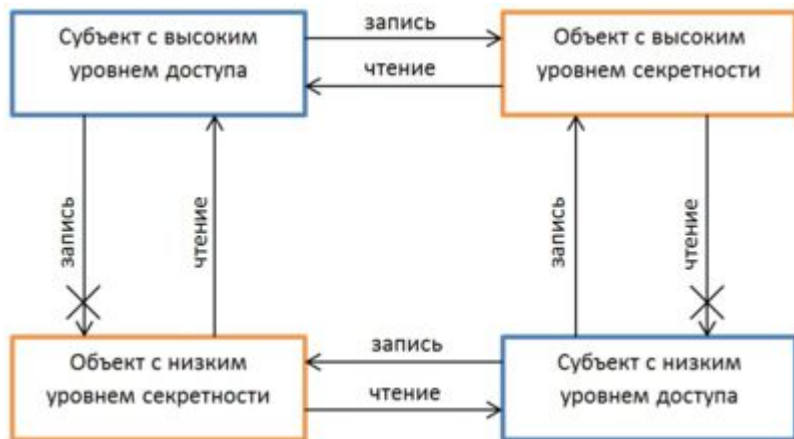 Субъект с высоким
уровнем доступа
запись
чтение
Объект с высоким
уровнем секретности
запись
чтение
запись
чтение
Объект с низким
уровнем секретности
запись
чтение
Субъект с низким
уровнем доступа